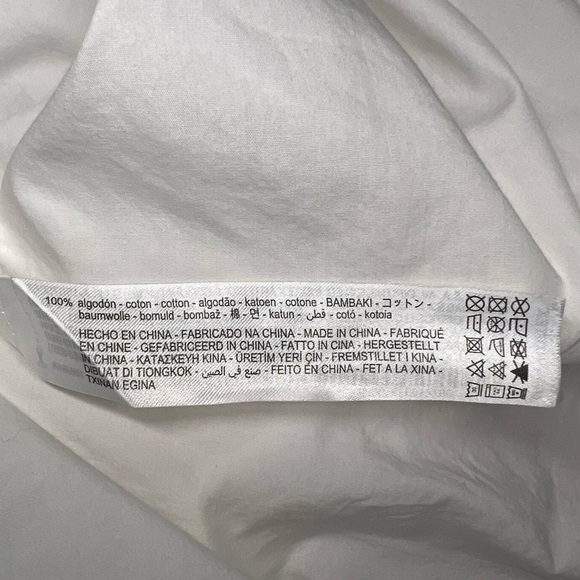 100% algodón - coton - cotton - algodão - katoen - cotone - BAMBAKI - コットン -
baumwolle - bomuld - bombaž - 棉 - 면 - katun - قطن - cotó - kotoia
HECHO EN CHINA - FABRICADO NA CHINA - MADE IN CHINA - FABRIQUÉ
EN CHINE - GEFABRICEERD IN CHINA - FATTO IN CINA - HERGESTELLT
IN CHINA - KATAΣKEYH KINA - ÜRETİM YERİ ÇİN - FREMSTILLET I KINA -
DIBUAT DI TIONGKOK - صنع في الصين - FEITO EN CHINA - FET A LA XINA -
TXINAN EGINA